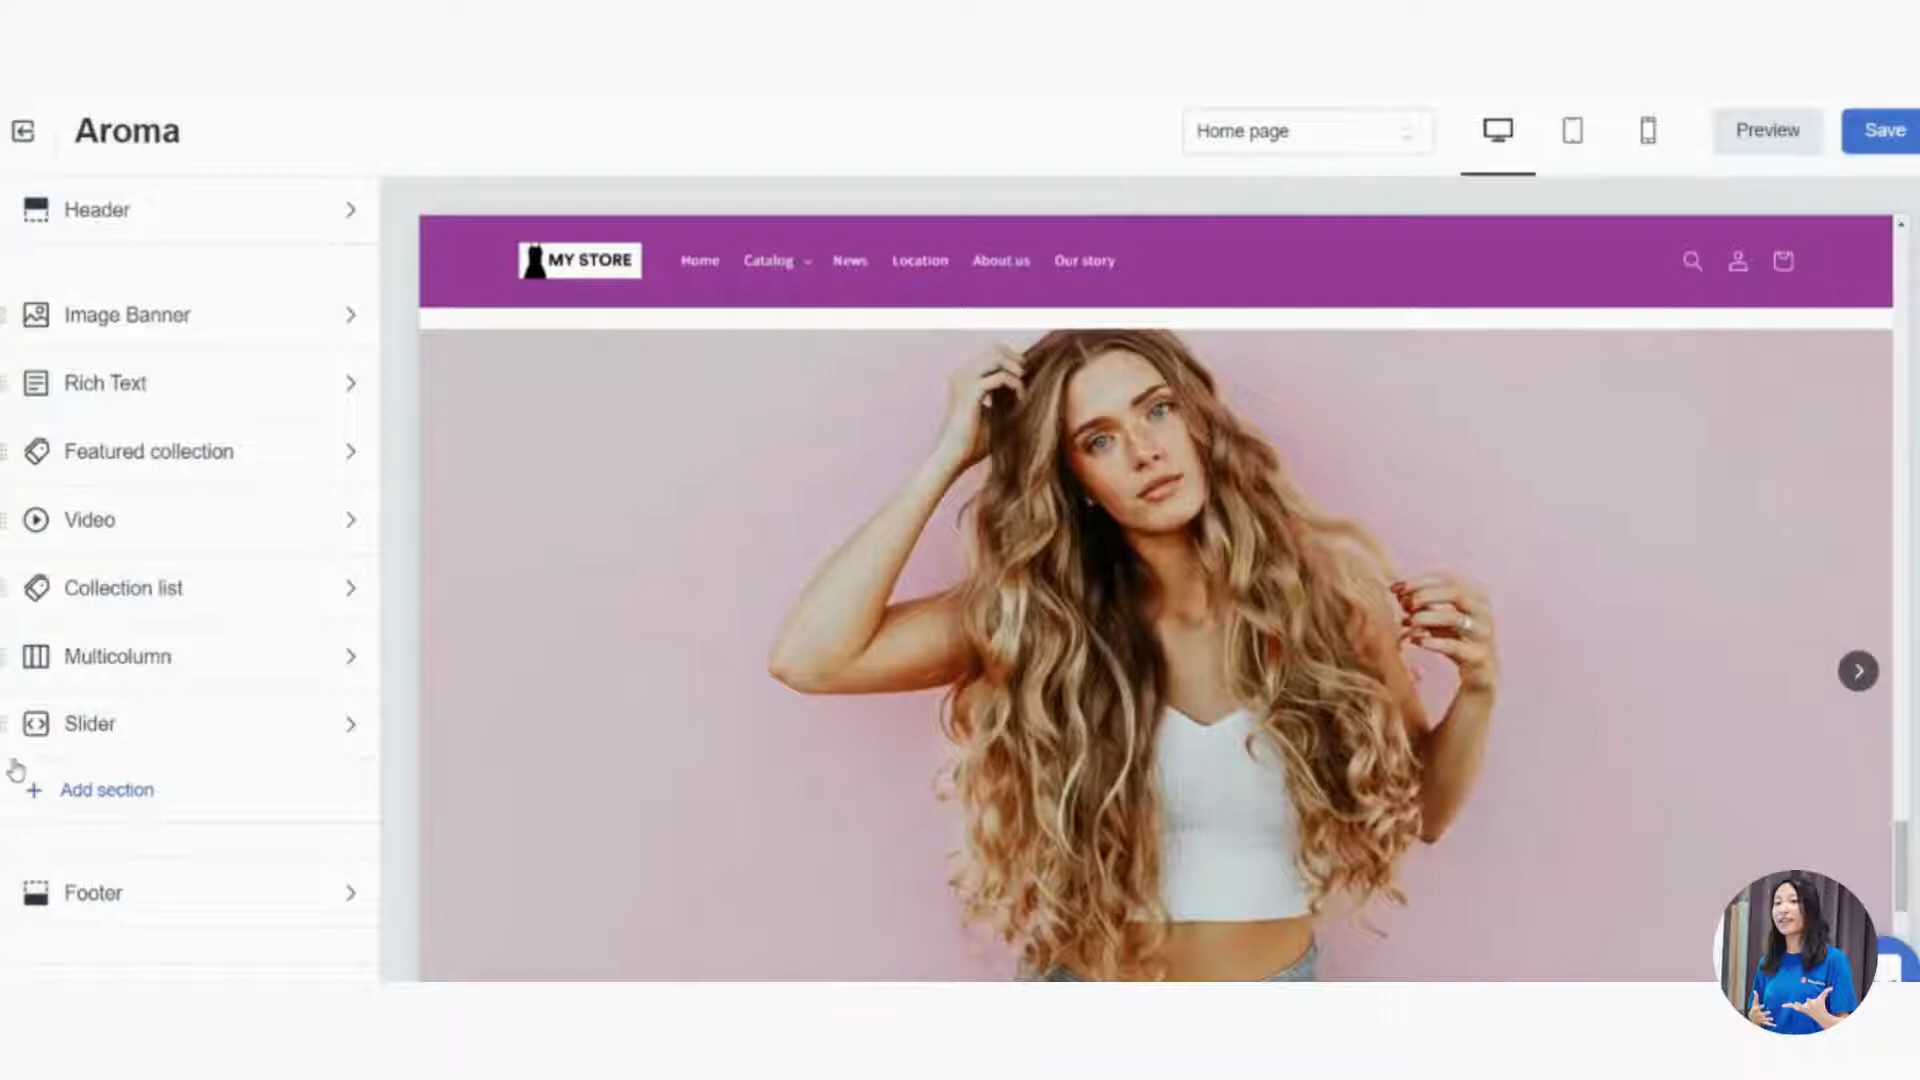 Aroma
Home page
Preview
Save
Header
Image Banner
Rich Text
Featured collection
Video
Collection list
Multicolumn
Slider
+ Add section
Footer
MY STORE
Home
Catalog
News
Location
About us
Our story